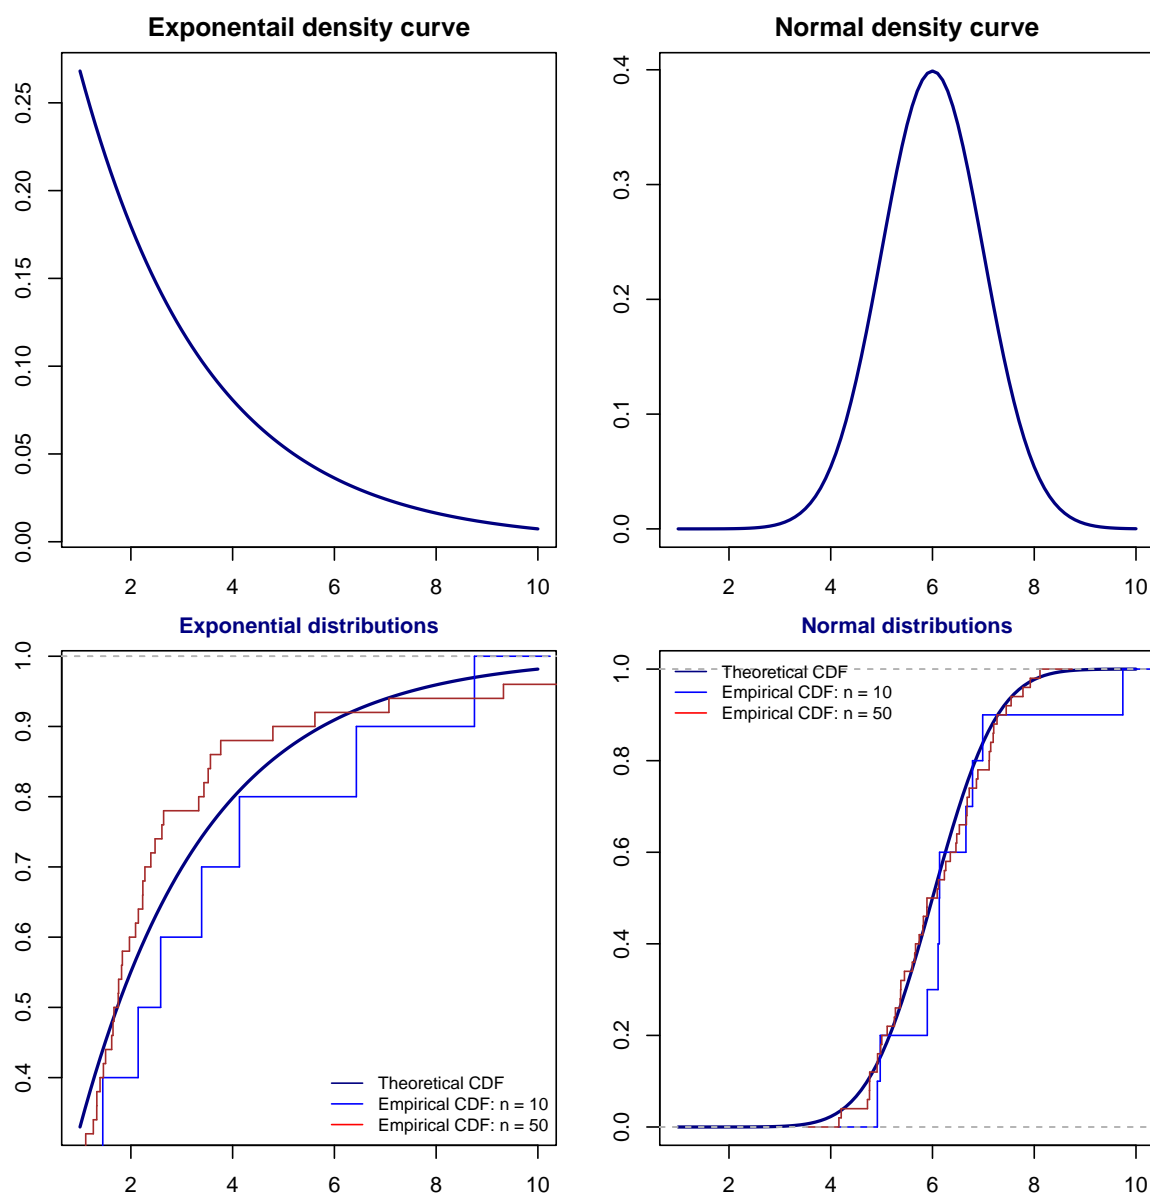 Exponentail density curve
0.25
0.20
0.15
0.10
0.05
0.00
2 4 6 8 10
Normal density curve
0.4
0.3
0.2
0.1
0.0
2 4 6 8 10
Exponential distributions
1.0
0.9
0.8
0.7
0.6
0.5
0.4
Theoretical CDF
Empirical CDF: n = 10
Empirical CDF: n = 50
2 4 6 8 10
Normal distributions
1.0
0.8
0.6
0.4
0.2
0.0
Theoretical CDF
Empirical CDF: n = 10
Empirical CDF: n = 50
2 4 6 8 10